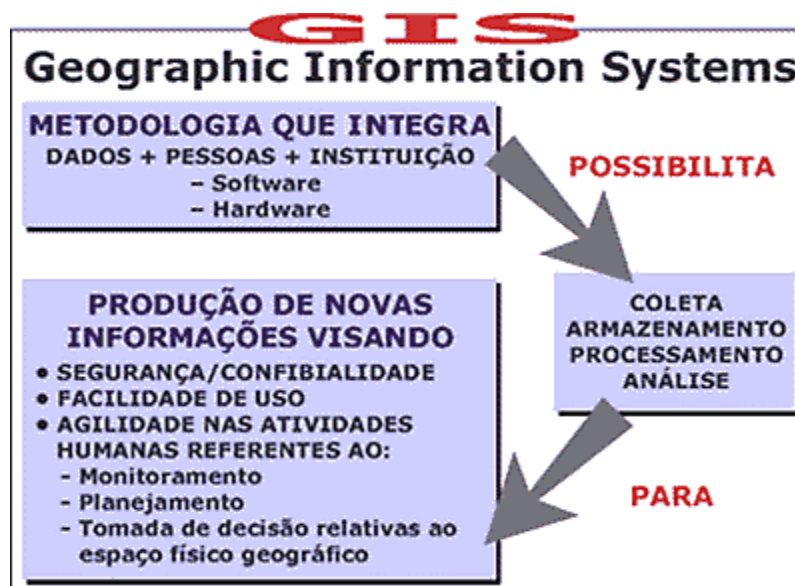 GIS
Geographic Information Systems
METODOLOGIA QUE INTEGRA
DADOS + PESSOAS + INSTITUIÇÃO
– Software
– Hardware
POSSIBILITA
COLETA
ARMAZENAMENTO
PROCESSAMENTO
ANÁLISE
PARA
PRODUÇÃO DE NOVAS
INFORMAÇÕES VISANDO
• SEGURANÇA/CONFIBIALIDADE
• FACILIDADE DE USO
• AGILIDADE NAS ATIVIDADES
HUMANAS REFERENTES AO:
- Monitoramento
- Planejamento
- Tomada de decisão relativas ao
espaço físico geográfico